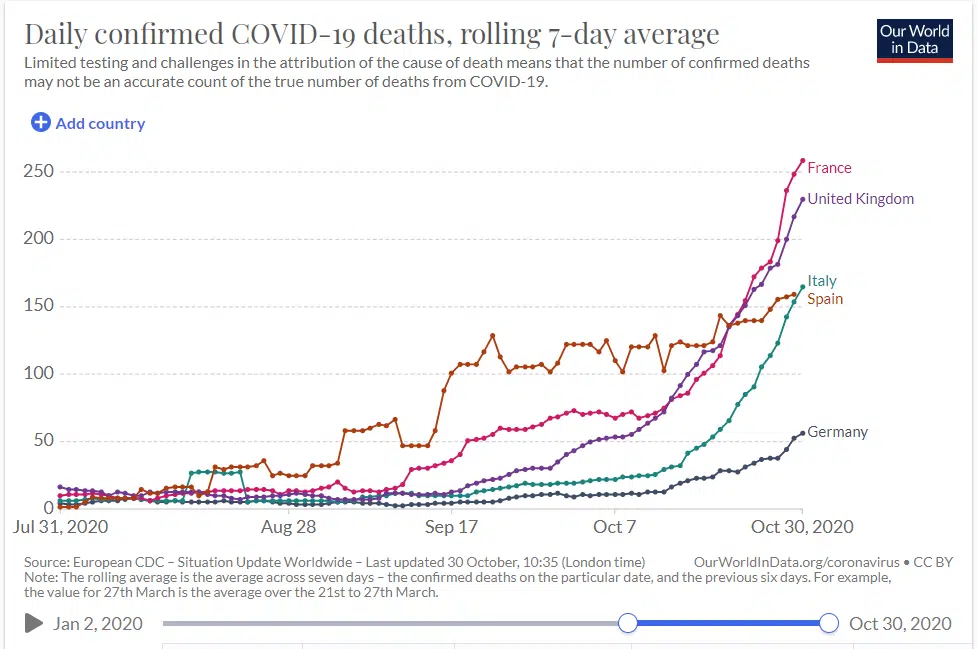 Daily confirmed COVID-19 deaths, rolling 7-day average
Our World
in Data
Limited testing and challenges in the attribution of the cause of death means that the number of confirmed deaths
may not be an accurate count of the true number of deaths from COVID-19.
Add country
250
200
150
100
50
0
France
United Kingdom
Italy
Spain
Germany
Jul 31, 2020
Aug 28
Sep 17
Oct 7
Oct 30, 2020
Source: European CDC – Situation Update Worldwide – Last updated 30 October, 10:35 (London time)
OurWorldInData.org/coronavirus • CC BY
Note: The rolling average is the average across seven days – the confirmed deaths on the particular date, and the previous six days. For example,
the value for 27th March is the average over the 21st to 27th March.
Jan 2, 2020
Oct 30, 2020